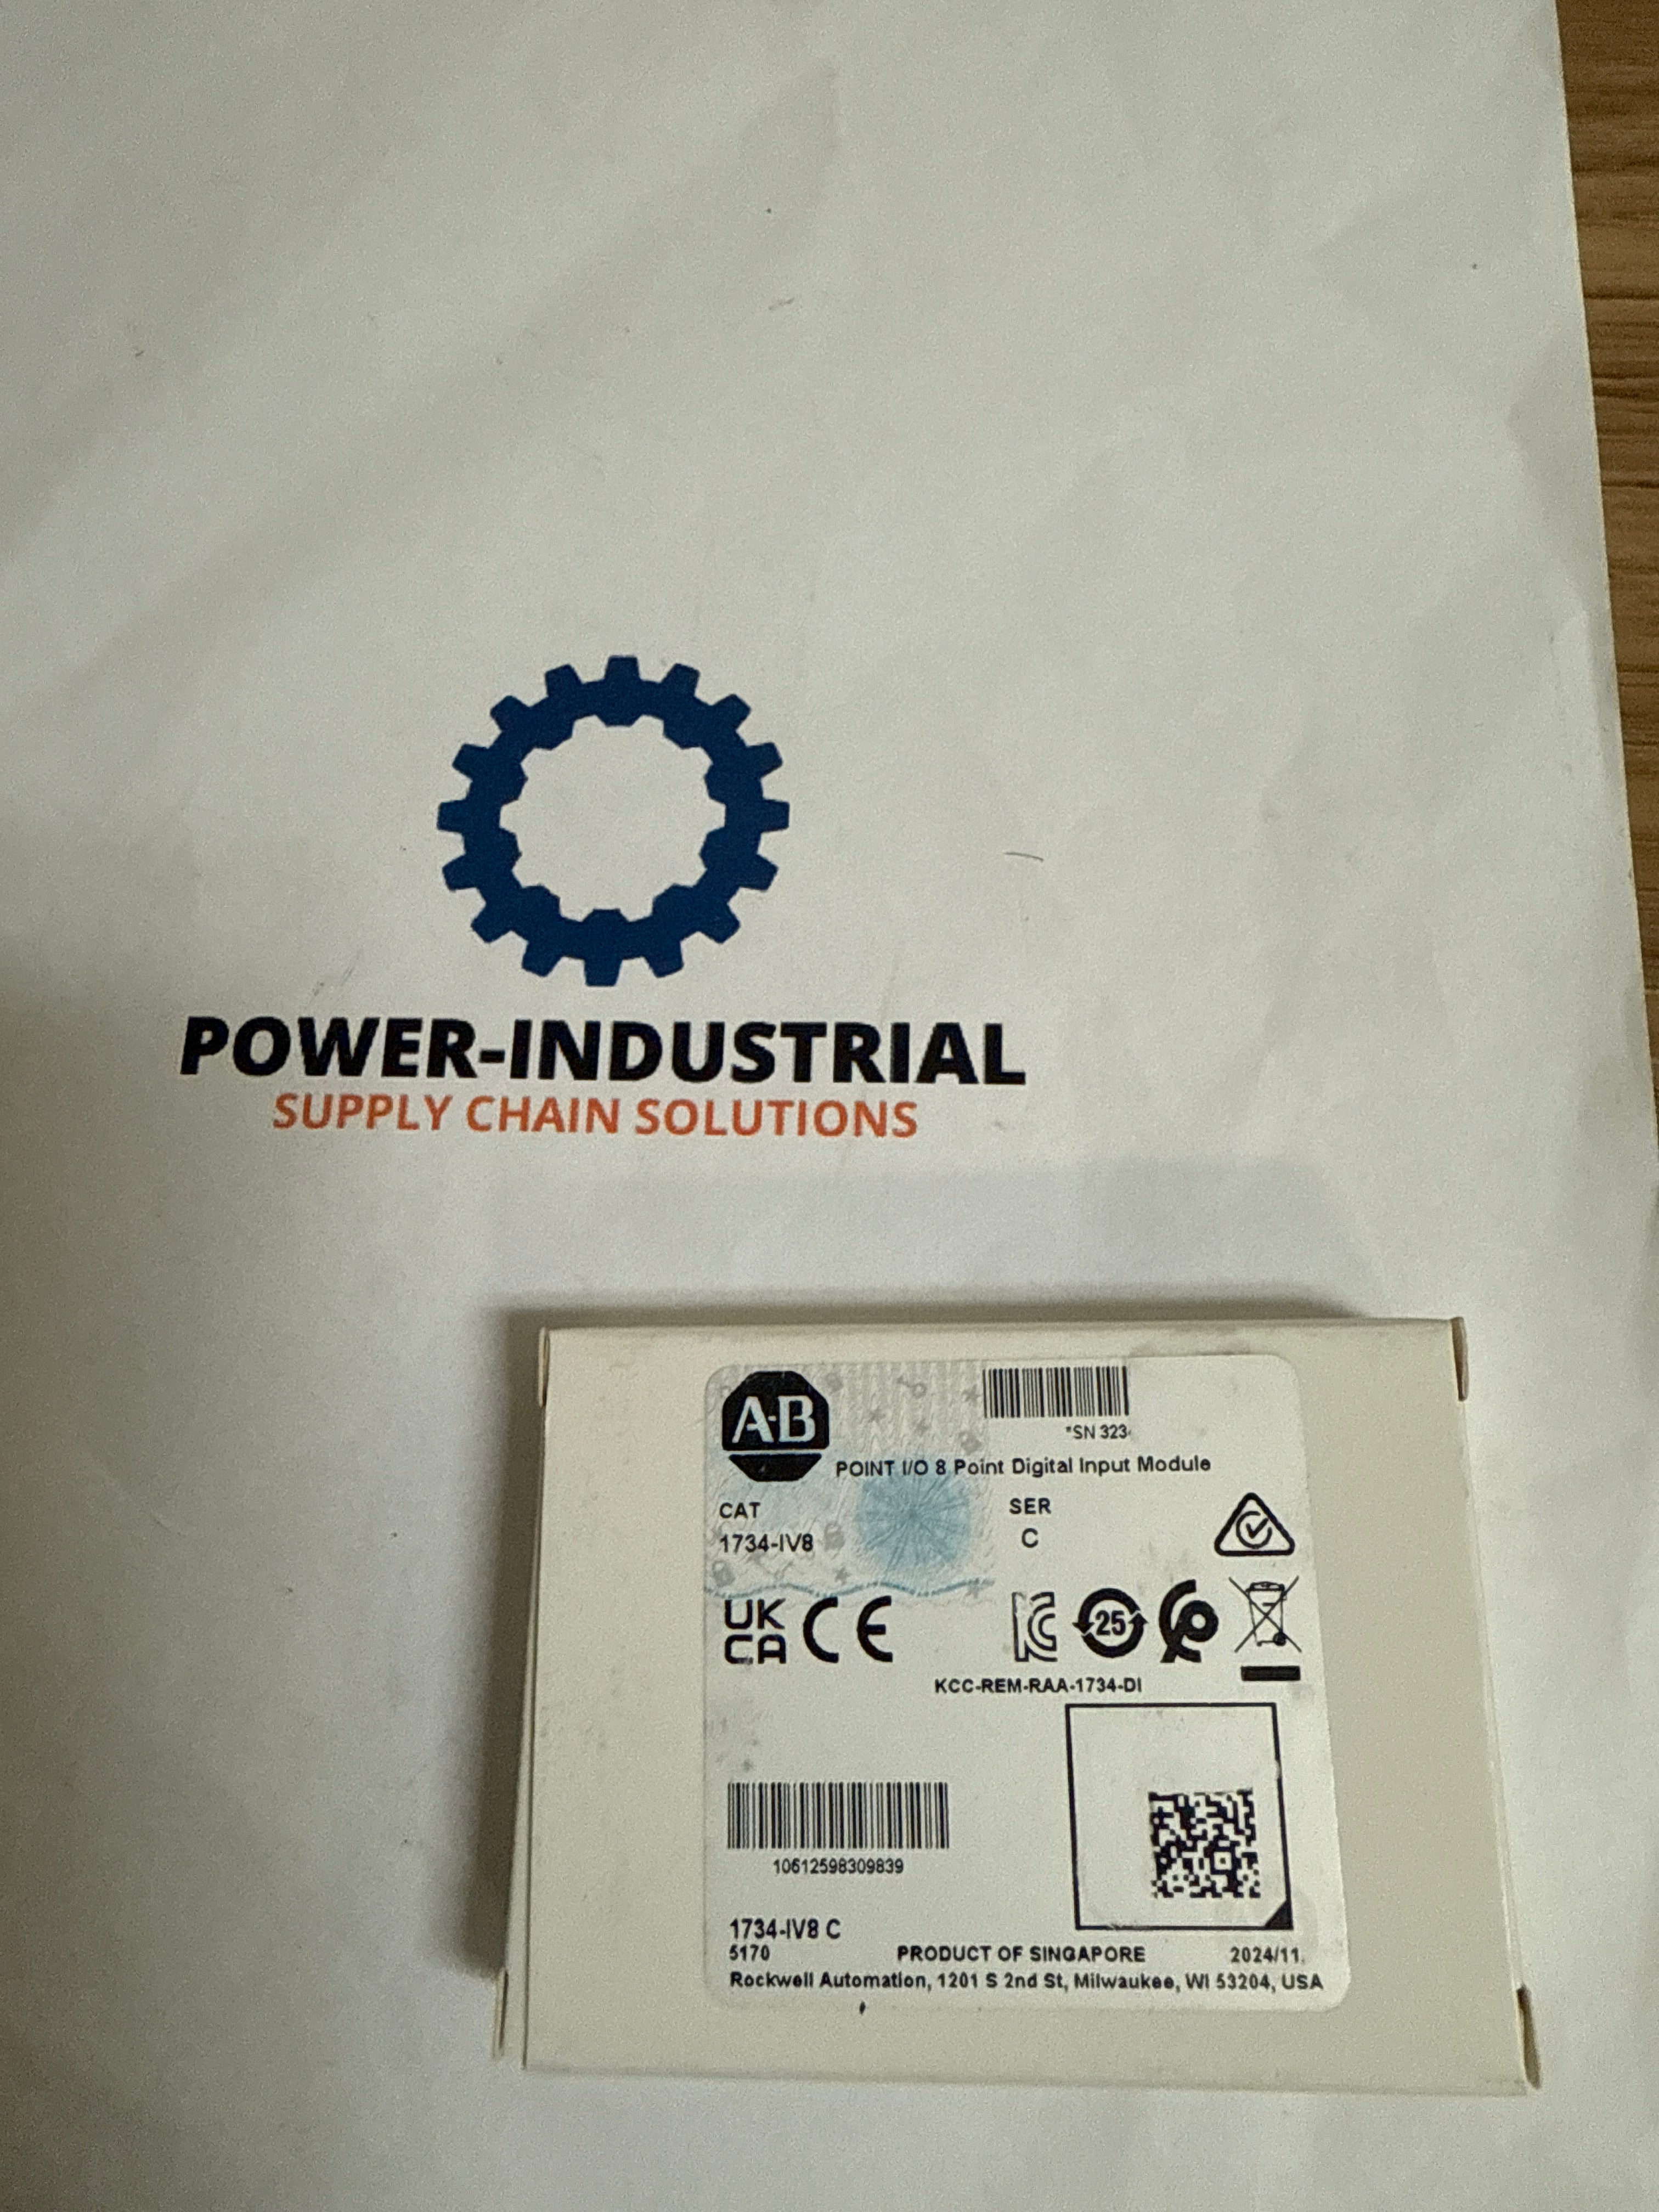 POWER-INDUSTRIAL
SUPPLY CHAIN SOLUTIONS
A-B
*SN 323
POINT I/O 8 Point Digital Input Module
CAT
SER
1734-IV8
C
UK
CA
CE
25
KCC-REM-RAA-1734-DI
10612598309839
1734-IV8 C
5170
PRODUCT OF SINGAPORE
2024/11
Rockwell Automation, 1201 S 2nd St, Milwaukee, WI 53204, USA